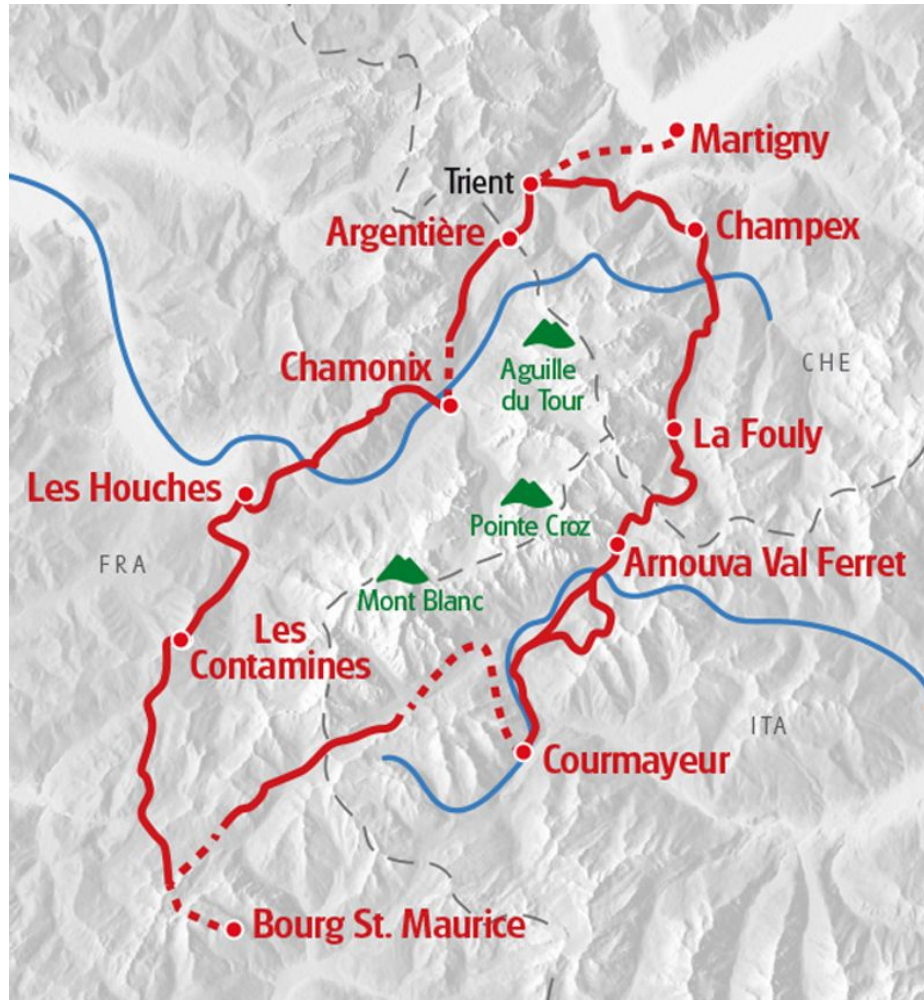 Martigny
Trient
Argentière
Champex
Chamonix
Aguille
du Tour
CHE
La Fouly
Les Houches
Pointe Croz
FRA
Arnouva Val Ferret
Mont Blanc
Les
Contamines
ITA
Courmayeur
Bourg St. Maurice